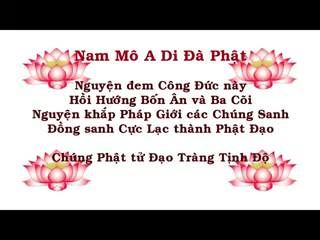 Nam Mô A Di Đà Phật
Nguyện đem Công Đức này
Hồi Hướng Bốn Ân và Ba Cõi
Nguyện khắp Pháp Giới các Chúng Sanh
Đồng sanh Cực Lạc thành Phật Đạo
Chúng Phật tử Đạo Tràng Tịnh Độ